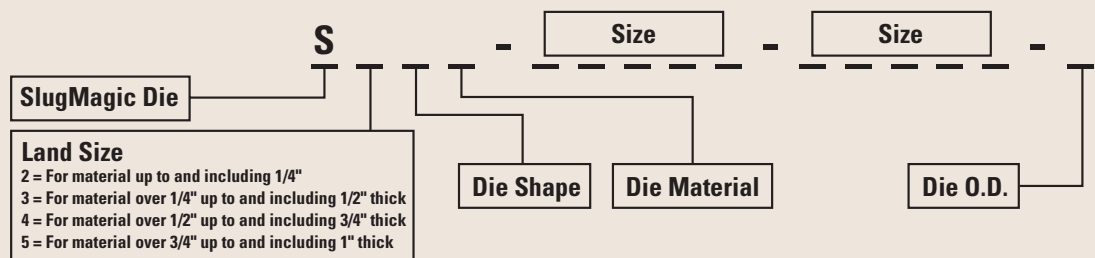 S - Size - Size -
SlugMagic Die
Land Size
2 = For material up to and including 1/4"
3 = For material over 1/4" up to and including 1/2" thick
4 = For material over 1/2" up to and including 3/4" thick
5 = For material over 3/4" up to and including 1" thick
Die Shape
Die Material
Die O.D.